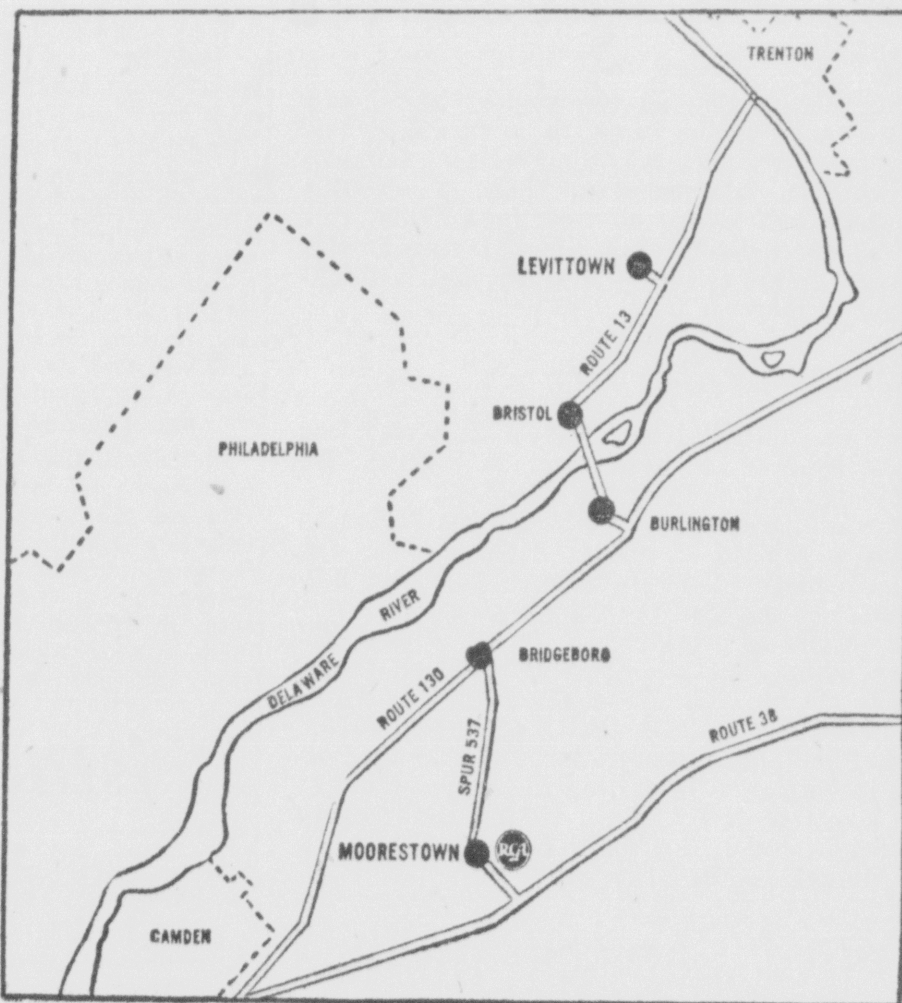 TRENTON
LEVITTOWN
ROUTE 13
BRISTOL
PHILADELPHIA
BURLINGTON
DELAWARE RIVER
BRIDGEBORO
ROUTE 130
SPUR 537
ROUTE 38
MOORESTOWN
RCA
CAMDEN